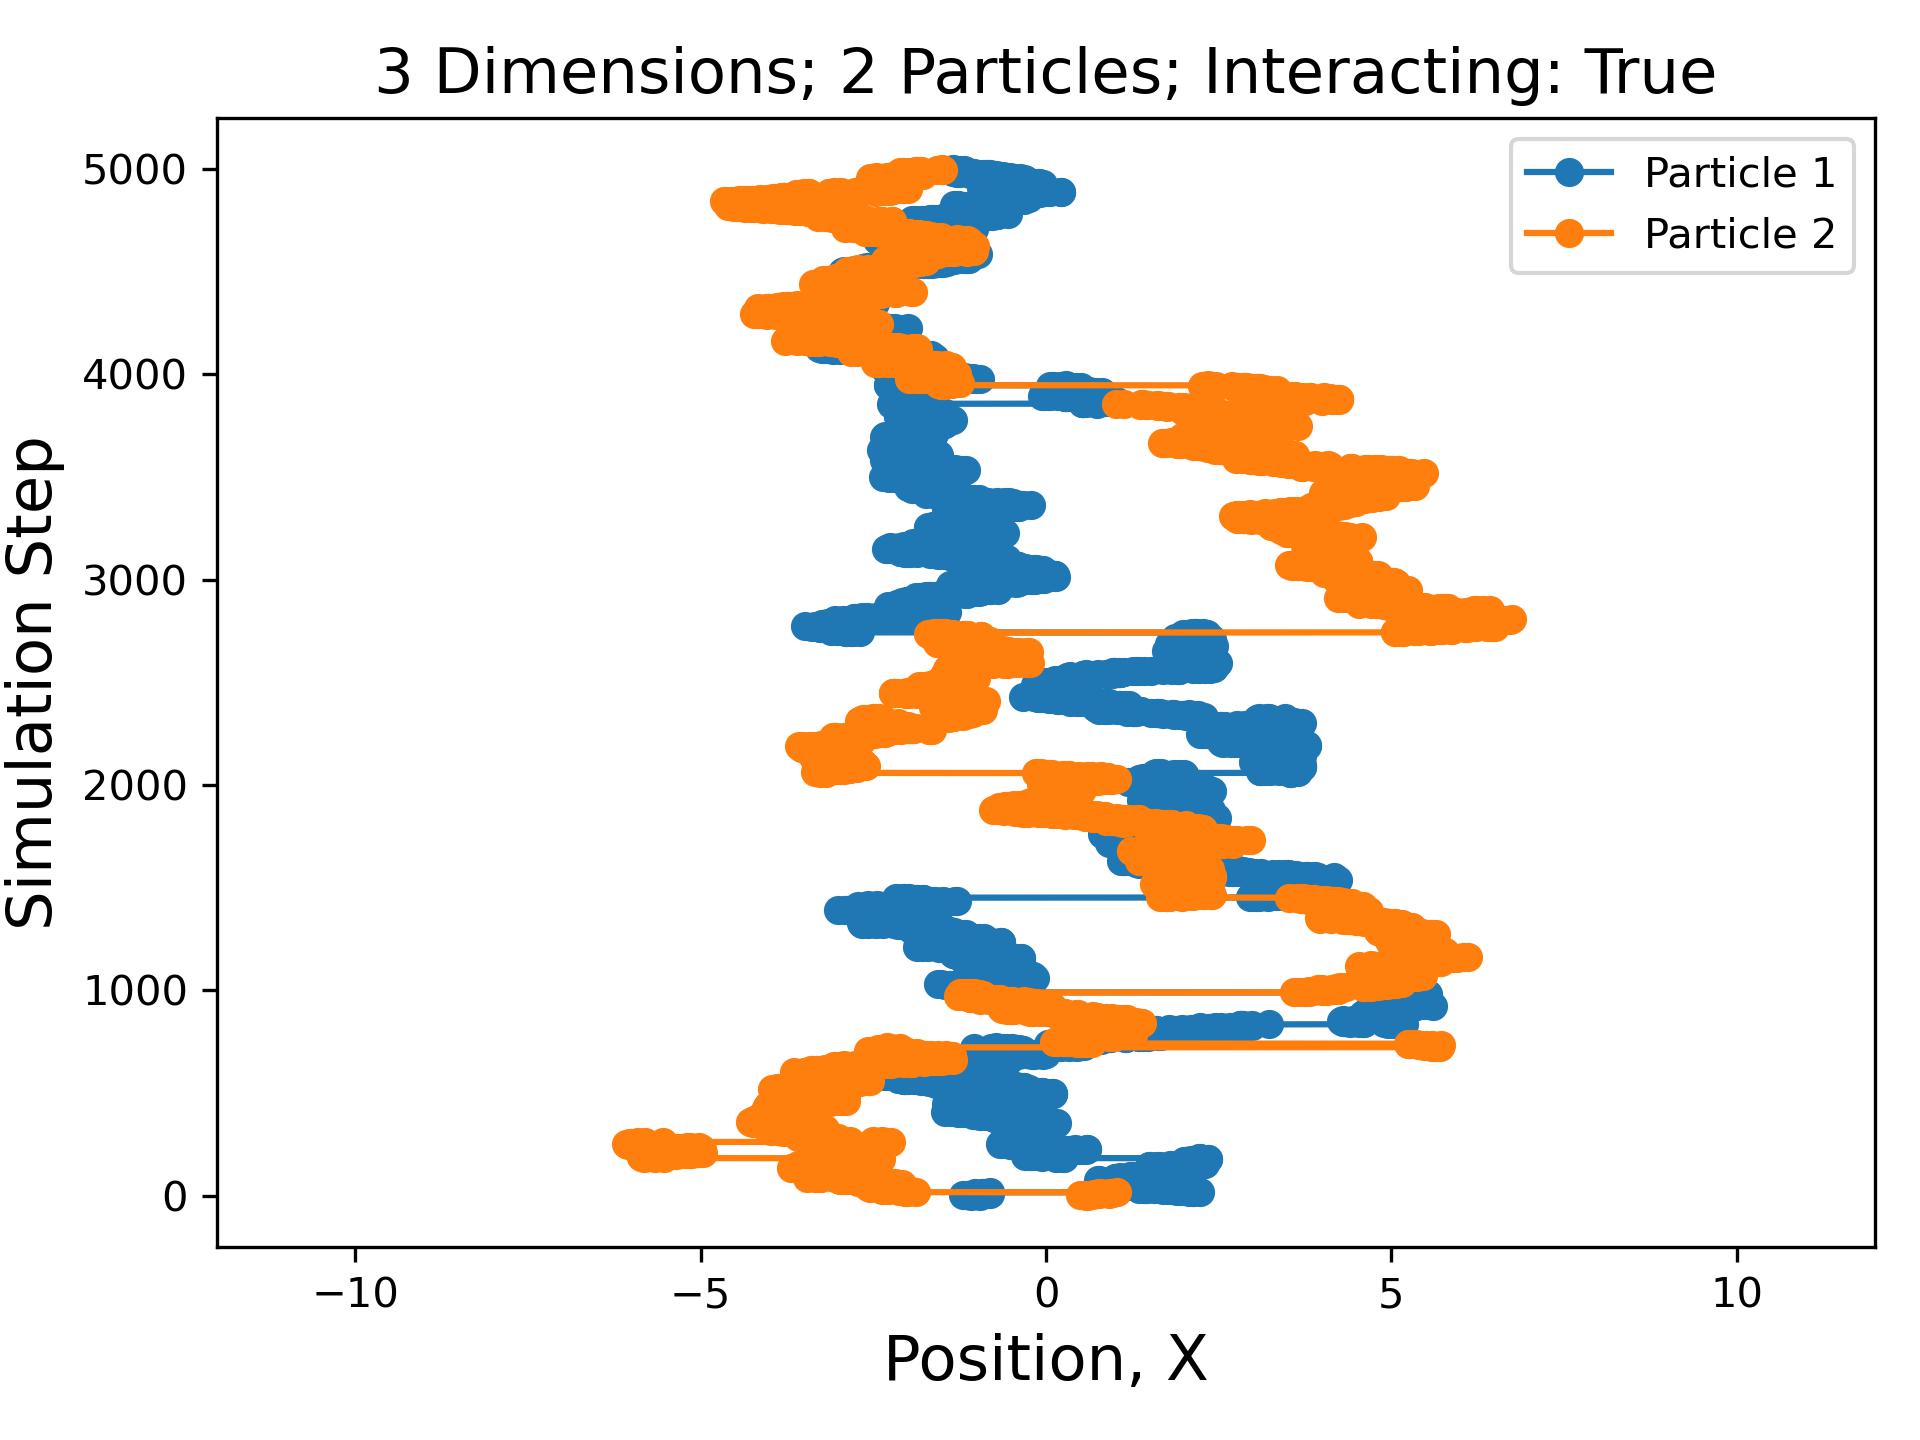 3 Dimensions; 2 Particles; Interacting: True
Particle 1
Particle 2
5000
4000
3000
2000
1000
0
Simulation Step
−10
−5
0
5
10
Position, X